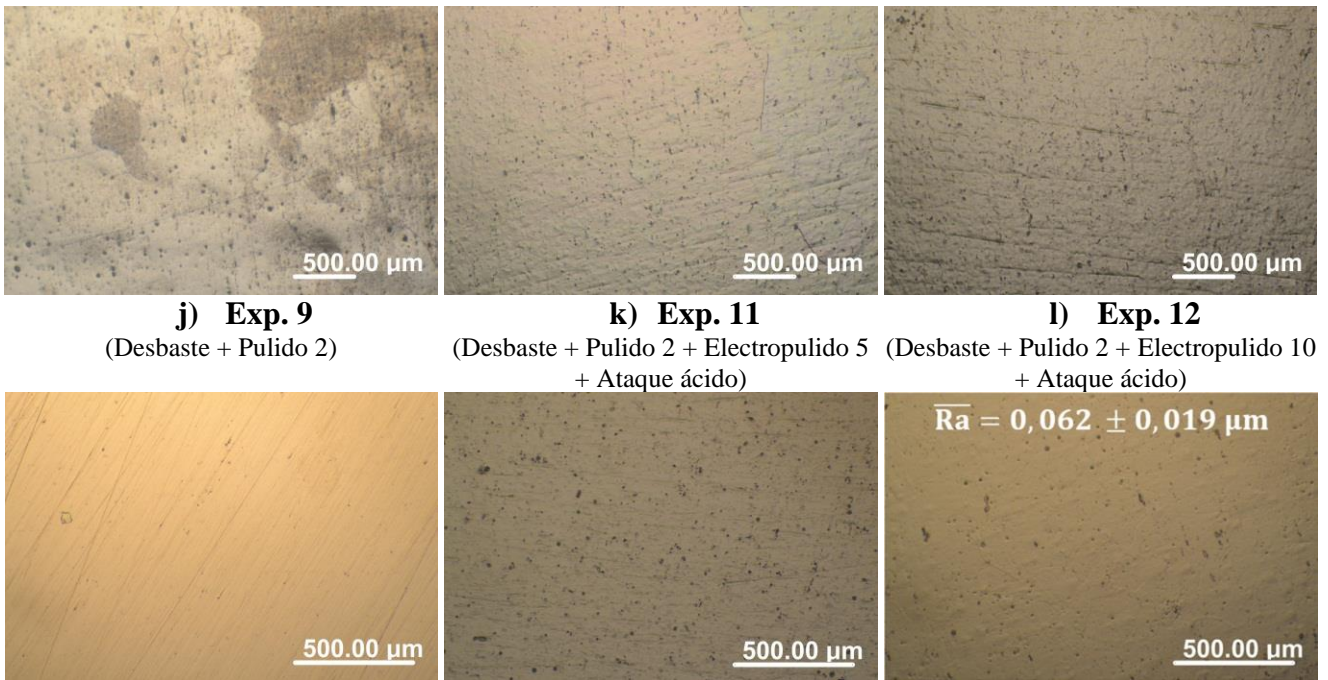 500.00 µm
500.00 µm
500.00 µm
j) Exp. 9
(Desbaste + Pulido 2)
k) Exp. 11
(Desbaste + Pulido 2 + Electropulido 5
+ Ataque ácido)
l) Exp. 12
(Desbaste + Pulido 2 + Electropulido 10
+ Ataque ácido)
R̅a̅ = 0,062 ± 0,019 µm
500.00 µm
500.00 µm
500.00 µm